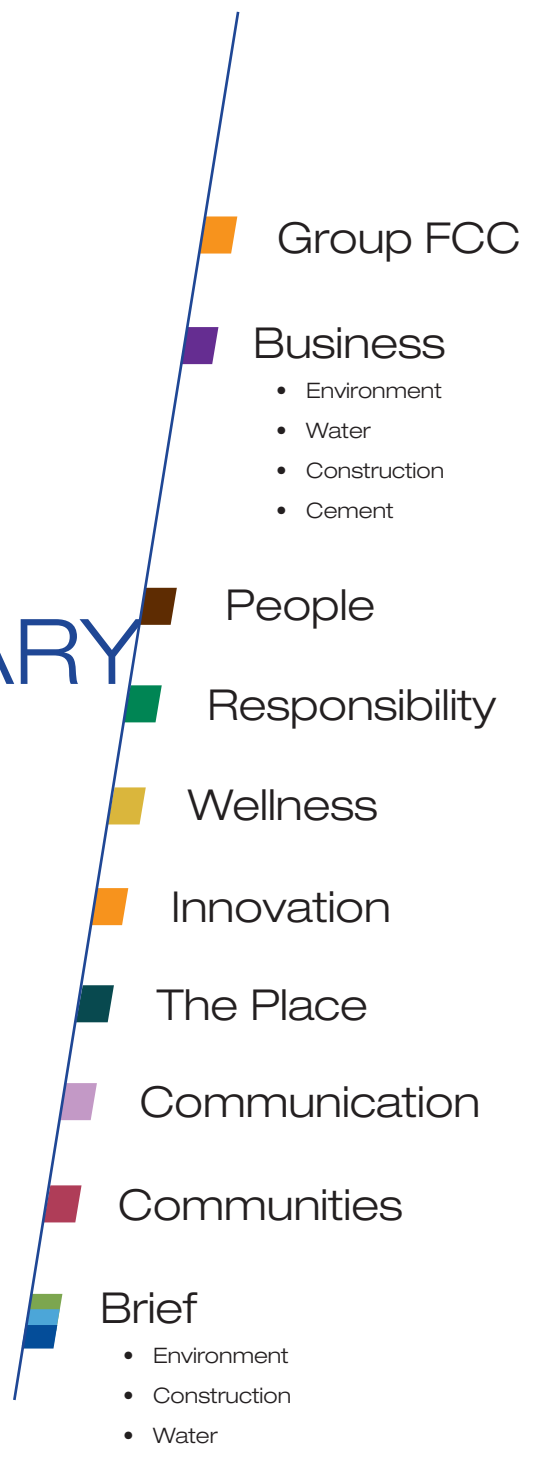 Group FCC
Business
• Environment
• Water
• Construction
• Cement
People
ARY
Responsibility
Wellness
Innovation
The Place
Communication
Communities
Brief
• Environment
• Construction
• Water